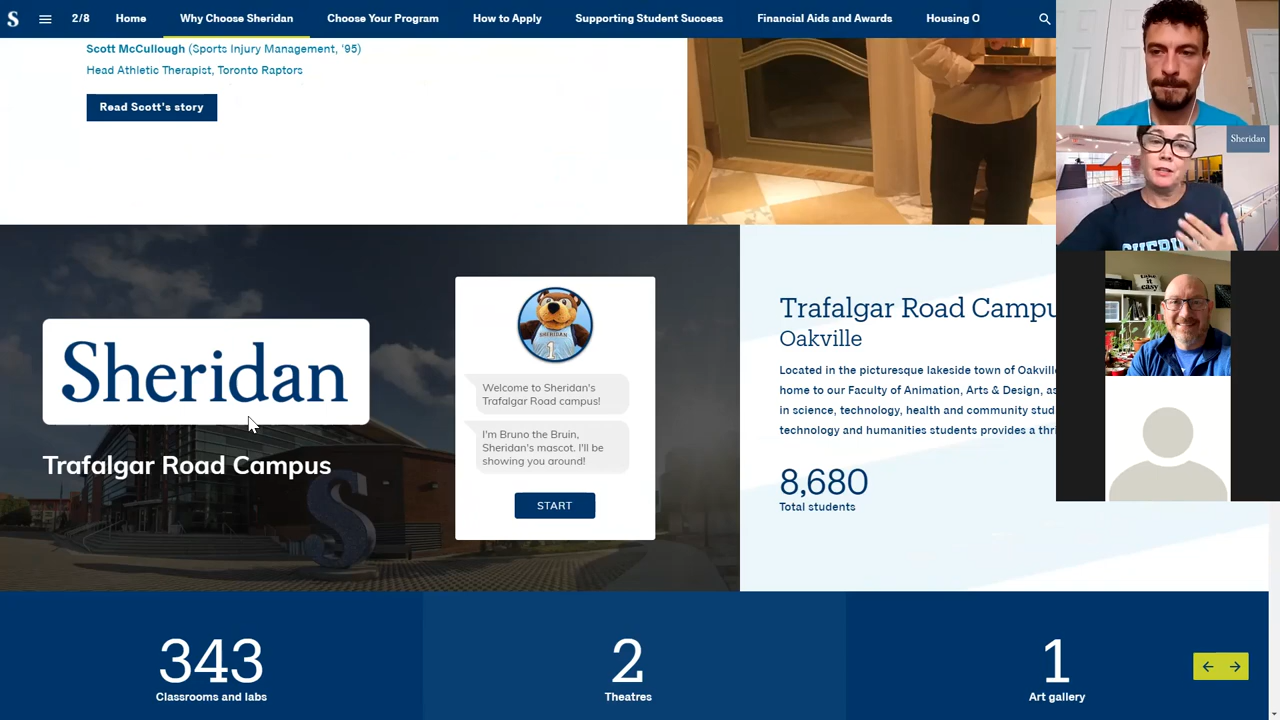 S 2/8 Home Why Choose Sheridan Choose Your Program How to Apply Supporting Student Success Financial Aids and Awards Housing O
Scott McCullough (Sports Injury Management, '95)
Head Athletic Therapist, Toronto Raptors
Read Scott's story
Sheridan
take it
easy
Sheridan
Trafalgar Road Campus
SHERIDAN
1
Welcome to Sheridan's
Trafalgar Road campus!
I'm Bruno the Bruin,
Sheridan's mascot. I'll be
showing you around!
START
Trafalgar Road Campu
Oakville
Located in the picturesque lakeside town of Oakville
home to our Faculty of Animation, Arts & Design, as
in science, technology, health and community stud
technology and humanities students provides a thri
8,680
Total students
343
Classrooms and labs
2
Theatres
1
Art gallery